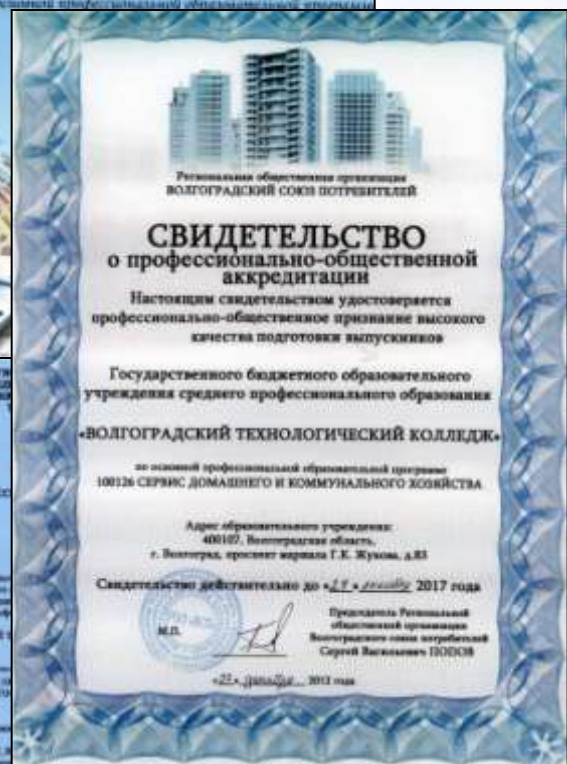 Региональная общественная организация
ВОЛГОГРАДСКИЙ СОЮЗ ПОТРЕБИТЕЛЕЙ
СВИДЕТЕЛЬСТВО
о профессионально-общественной
аккредитации
Настоящим свидетельством удостоверяется
профессионально-общественное признание высокого
качества подготовки выпускников
Государственного бюджетного образовательного
учреждения среднего профессионального образования
«ВОЛГОГРАДСКИЙ ТЕХНОЛОГИЧЕСКИЙ КОЛЛЕДЖ»
по основной профессиональной образовательной программе
100126 СЕРВИС ДОМАШНЕГО И КОММУНАЛЬНОГО ХОЗЯЙСТВА
Адрес образовательного учреждения:
400107, Волгоградская область,
г. Волгоград, проспект маршала Г.К. Жукова, д.83
Свидетельство действительно до 2017 года
Председатель Региональной
общественной организации
Волгоградского союза потребителей
Сергей Васильевич ПОПОВ
М.П.
2012 года